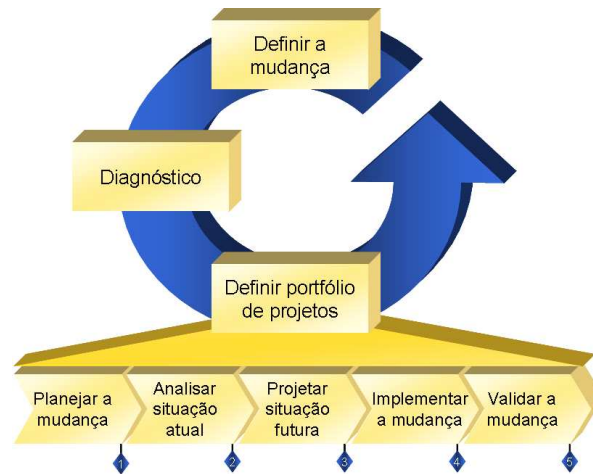 Definir a
mudança
Diagnóstico
Definir portfólio
de projetos
Planejar a
mudança
Analisar
situação
atual
Projetar
situação
futura
Implementar
a mudança
Validar a
mudança
1
2
3
4
5